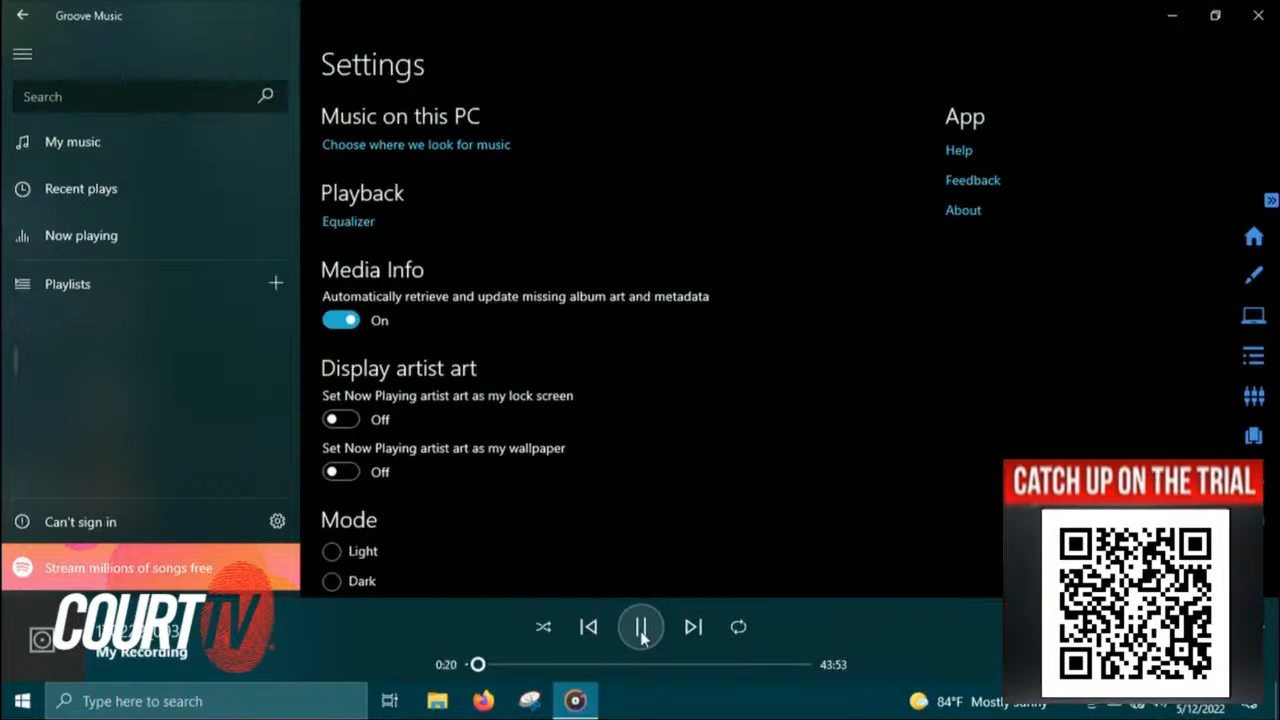 Groove Music
Search
My music
Recent plays
Now playing
Playlists
Can't sign in
Stream millions of songs free
Settings
Music on this PC
Choose where we look for music
Playback
Equalizer
Media Info
Automatically retrieve and update missing album art and metadata
On
Display artist art
Set Now Playing artist art as my lock screen
Off
Set Now Playing artist art as my wallpaper
Off
Mode
Light
Dark
App
Help
Feedback
About
CATCH UP ON THE TRIAL
COURT TV
My Recording
0:20
43:53
Type here to search
84°F Mostly sunny
5/12/2022